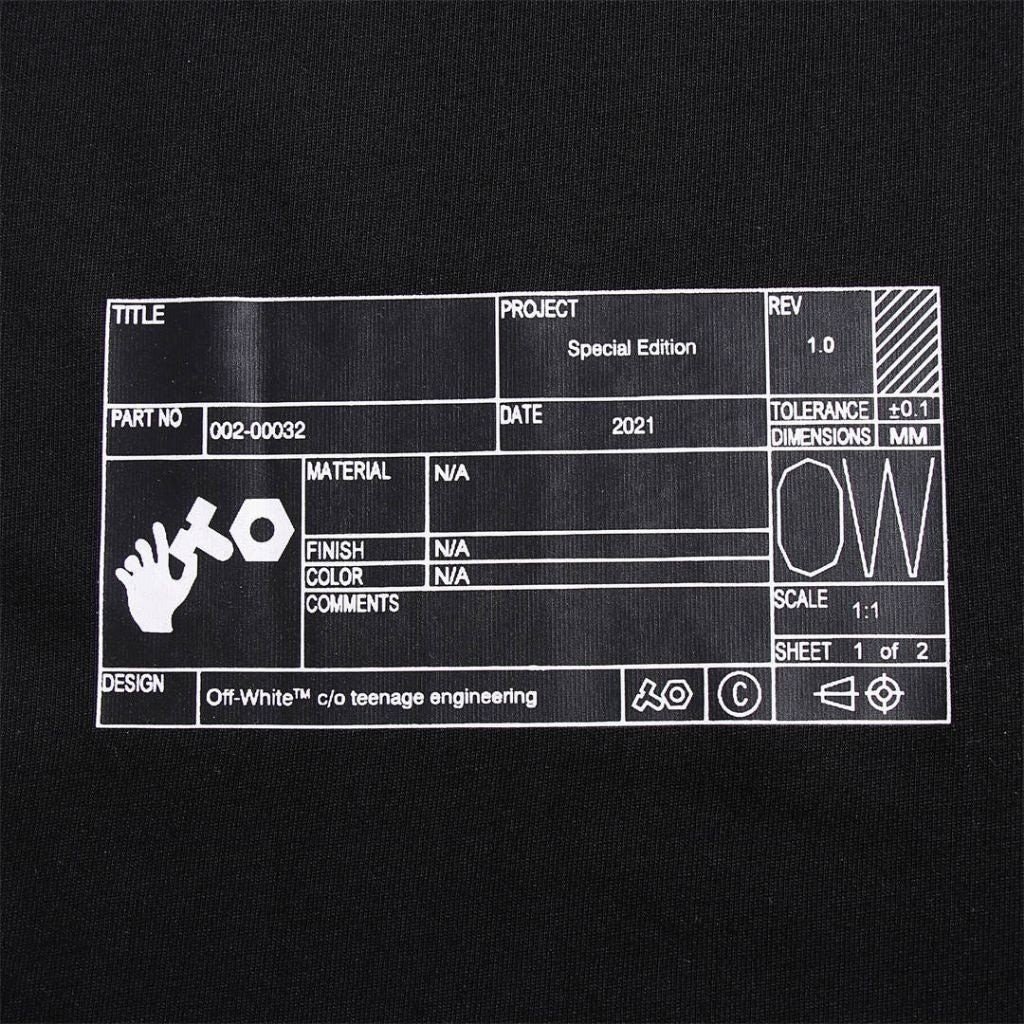 TITLE
PROJECT
Special Edition
REV
1.0
PART NO
002-00032
DATE
2021
TOLERANCE ±0.1
DIMENSIONS MM
MATERIAL N/A
OW
FINISH N/A
COLOR N/A
COMMENTS
SCALE 1:1
SHEET 1 of 2
DESIGN
Off-White™ c/o teenage engineering
©